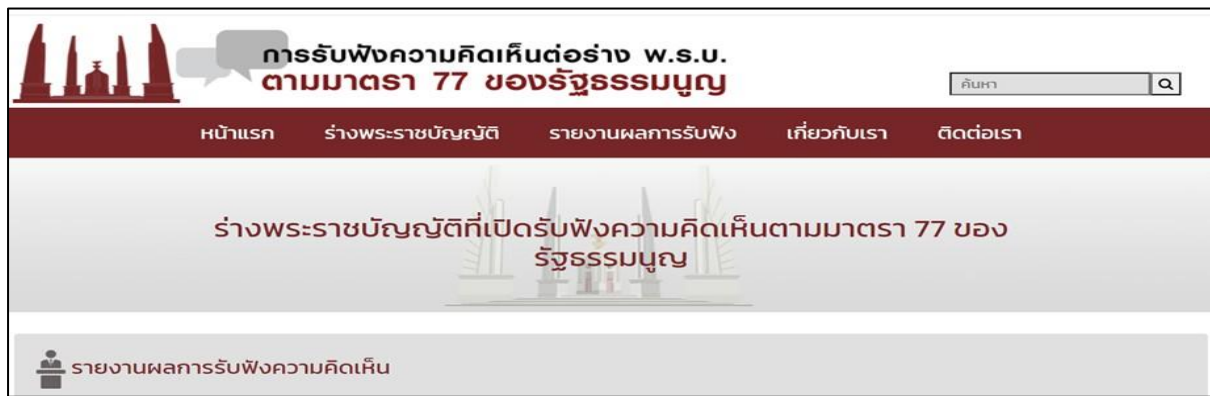 การรับฟังความคิดเห็นต่อร่าง พ.ร.บ.
ตามมาตรา 77 ของรัฐธรรมนูญ
ค้นหา
หน้าแรก ร่างพระราชบัญญัติ รายงานผลการรับฟัง เกี่ยวกับเรา ติดต่อเรา
ร่างพระราชบัญญัติที่เปิดรับฟังความคิดเห็นตามมาตรา 77 ของ
รัฐธรรมนูญ
รายงานผลการรับฟังความคิดเห็น